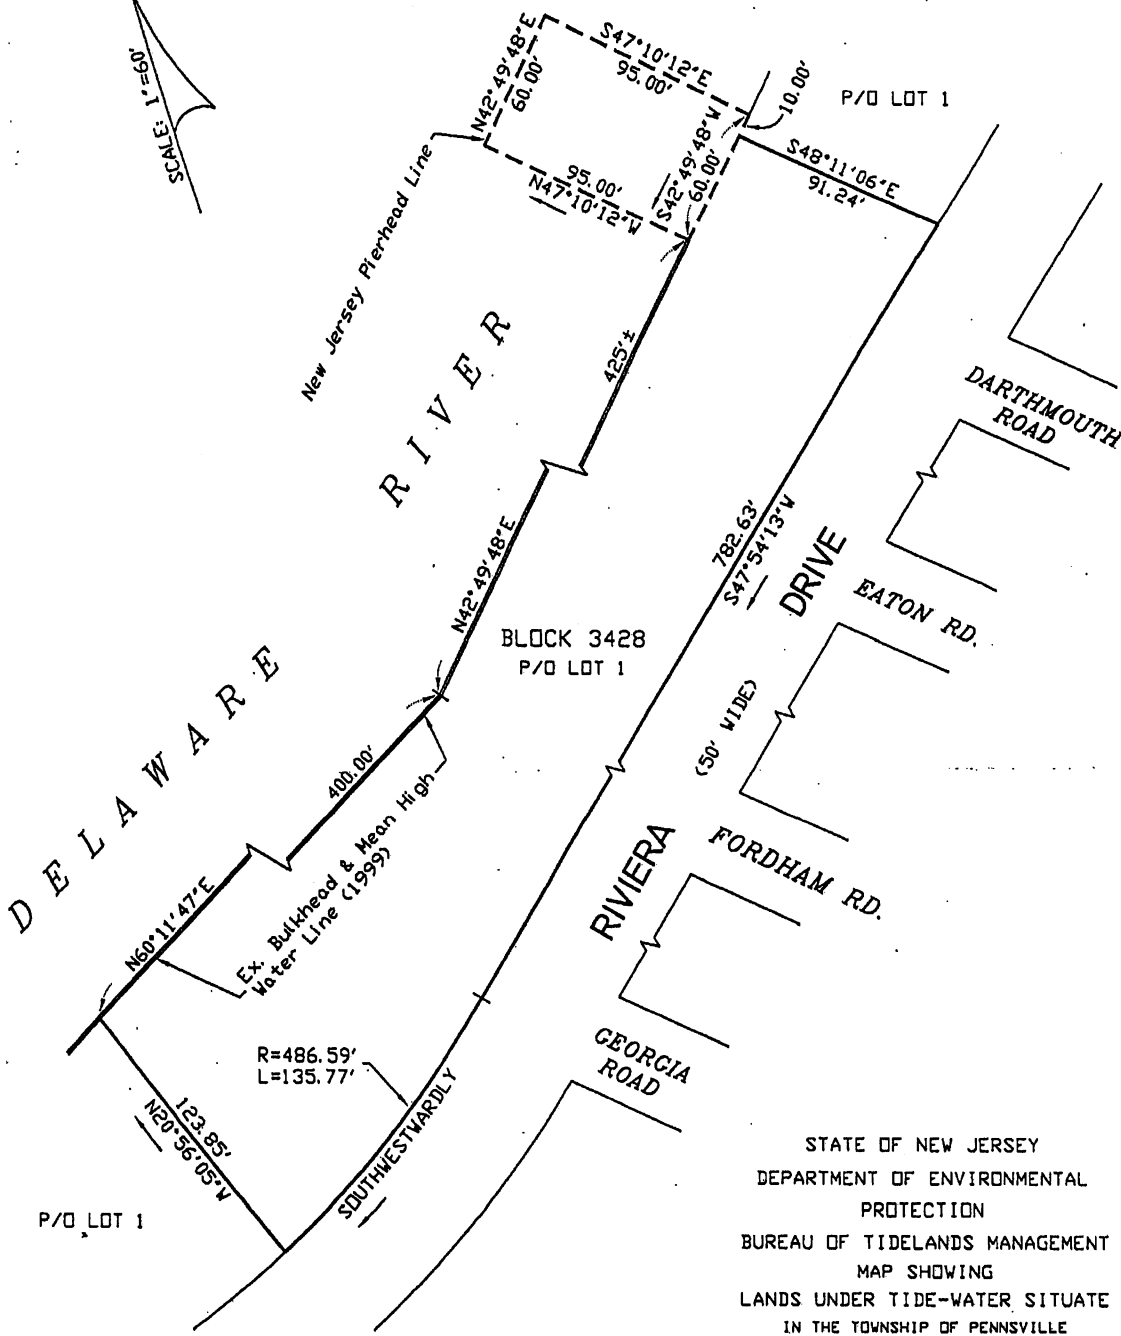 SCALE: 1"=60'
N42°49'48"E
60.00'
S47°10'12"E
95.00'
10.00'
P/O LOT 1
S42°49'48"W
60.00'
95.00'
N47°10'12"W
S48°11'06"E
91.24'
New Jersey Pierhead Line
DELAWARE RIVER
425'±
N42°49'48"E
DARTHMOUTH
ROAD
782.63'
S47°54'13"W
RIVIERA DRIVE
(50' WIDE)
EATON RD.
BLOCK 3428
P/O LOT 1
400.00'
N60°11'47"E
Ex. Bulkhead & Mean High
Water Line (1999)
FORDHAM RD.
GEORGIA
ROAD
R=486.59'
L=135.77'
SOUTHWESTWARDLY
123.85'
N20°56'05"W
P/O LOT 1
STATE OF NEW JERSEY
DEPARTMENT OF ENVIRONMENTAL
PROTECTION
BUREAU OF TIDELANDS MANAGEMENT
MAP SHOWING
LANDS UNDER TIDE-WATER SITUATE
IN THE TOWNSHIP OF PENNSVILLE